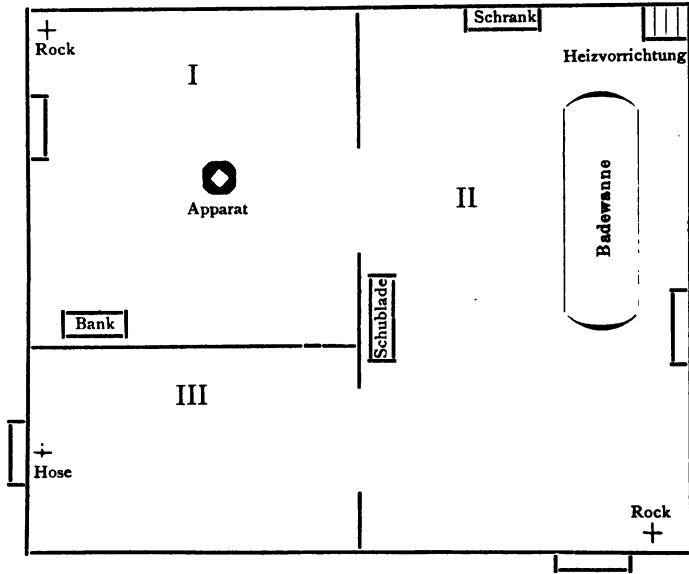 Schrank
Rock
Heizvorrichtung
I
Apparat
II
Badewanne
Bank
Schublade
III
Hose
Rock